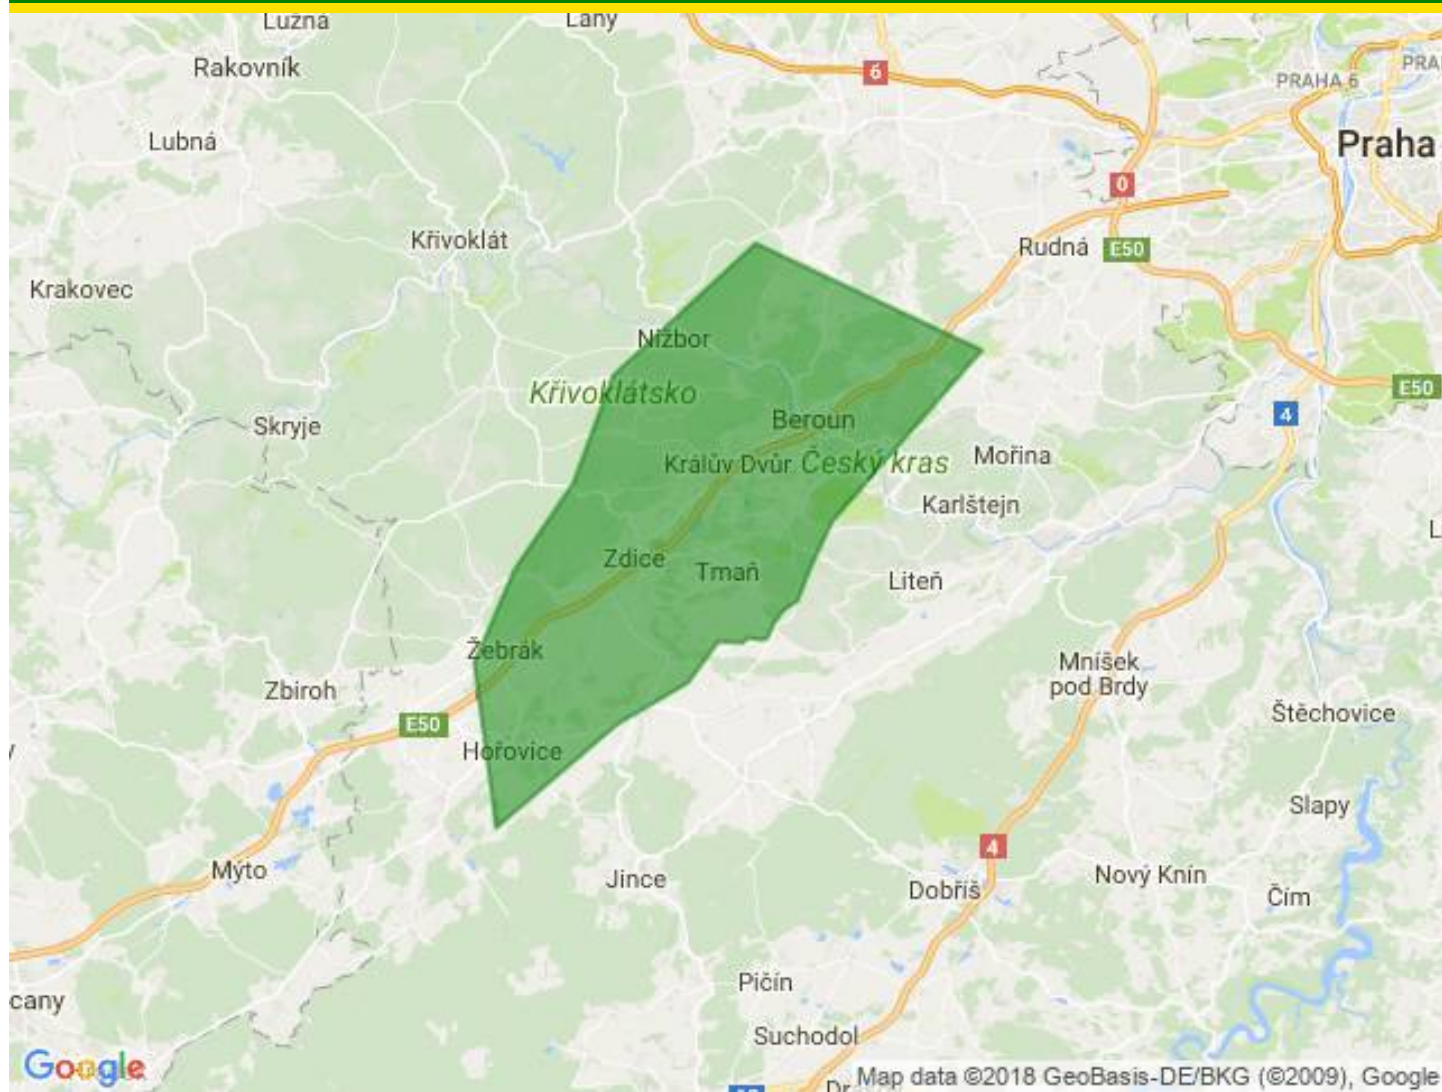 Lužná
Lány
Rakovník
6
PRAHA 6
Lubná
Praha
0
Křivoklát
Rudná
E50
Krakovec
Nižbor
Křivoklátsko
E50
Beroun
4
Skryje
Králův Dvůr
Český kras
Mořina
Karlštejn
Zdice
Tmaň
Liteň
Žebrák
Mníšek
pod Brdy
Zbiroh
Štěchovice
E50
Hořovice
Slapy
4
Mýto
Jince
Dobříš
Nový Knín
Čím
Pičín
cany
Suchodol
Google
Map data ©2018 GeoBasis-DE/BKG (©2009), Google